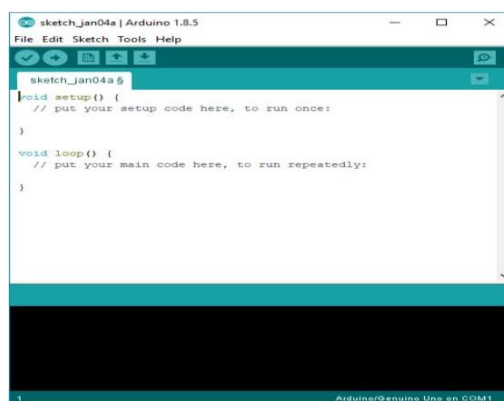 sketch_jan04a | Arduino 1.8.5
File Edit Sketch Tools Help
sketch_jan04a §
void setup() {
// put your setup code here, to run once:
}
void loop() {
// put your main code here, to run repeatedly:
}
1 Arduino/Genuino Uno on COM1